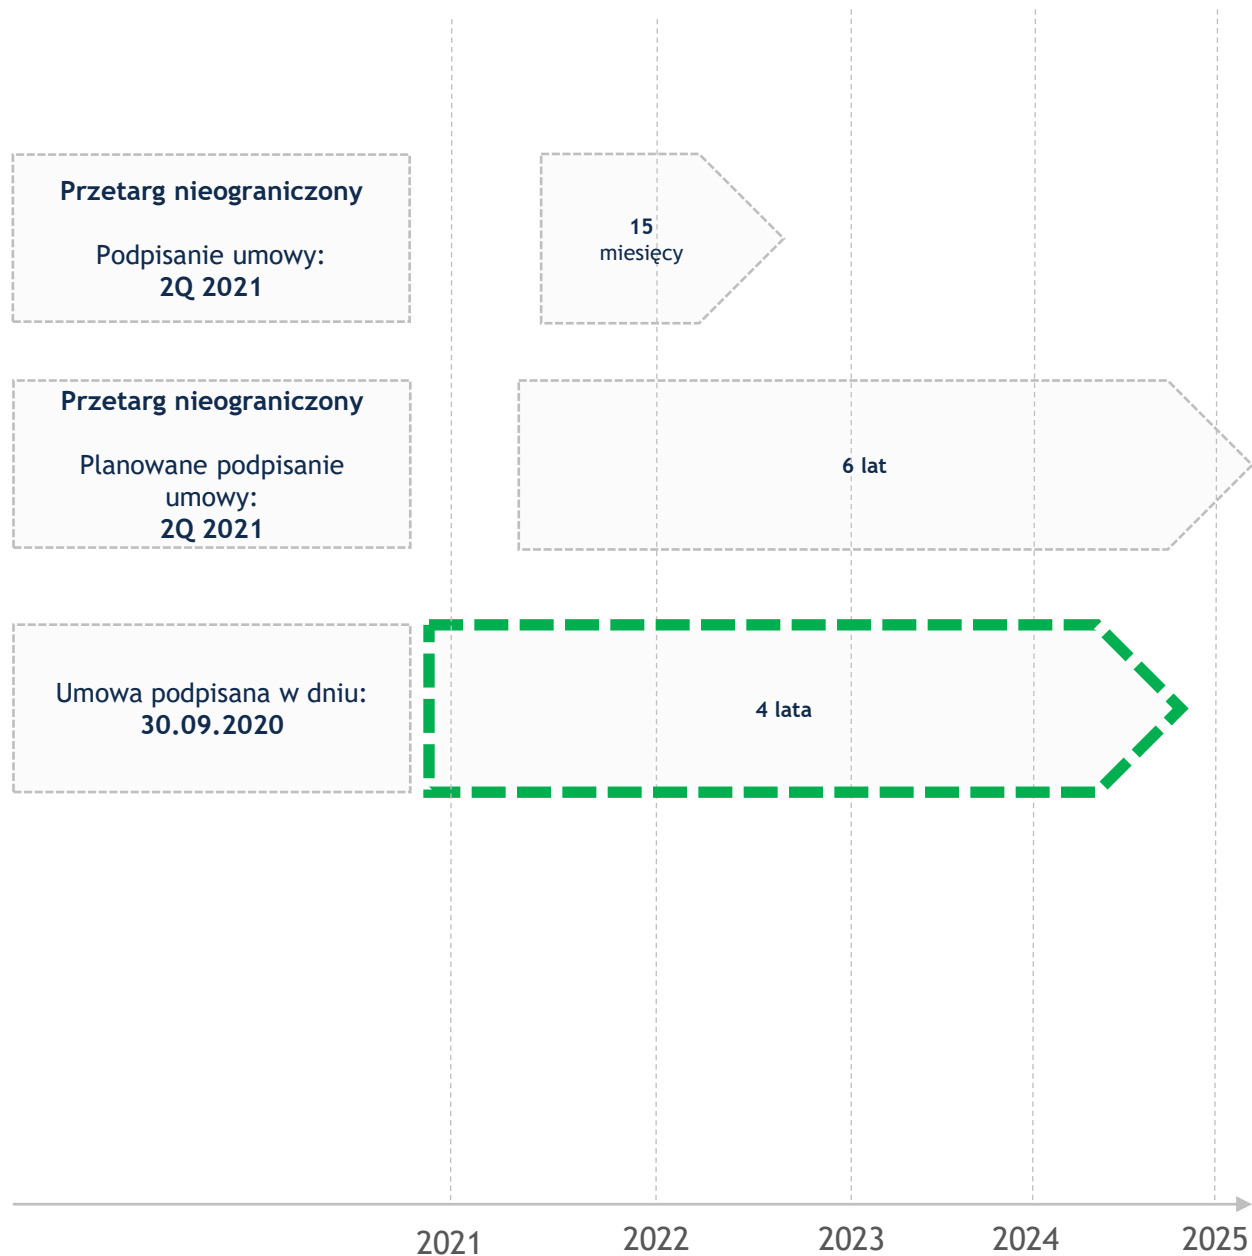 Przetarg nieograniczony
Podpisanie umowy:
2Q 2021
15
miesięcy
Przetarg nieograniczony
Planowane podpisanie
umowy:
2Q 2021
6 lat
Umowa podpisana w dniu:
30.09.2020
4 lata
2021
2022
2023
2024
2025